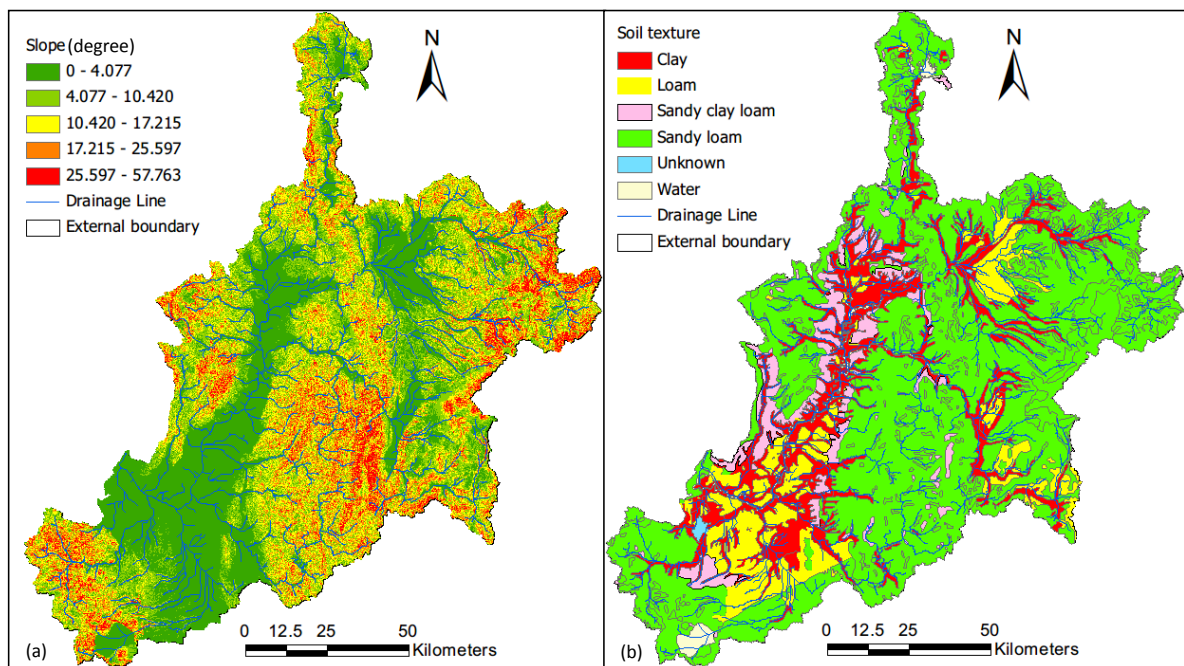 Slope (degree)
0 - 4.077
4.077 - 10.420
10.420 - 17.215
17.215 - 25.597
25.597 - 57.763
Drainage Line
External boundary
N
0 12.5 25 50
Kilometers
(a)
Soil texture
Clay
Loam
Sandy clay loam
Sandy loam
Unknown
Water
Drainage Line
External boundary
N
0 12.5 25 50
Kilometers
(b)